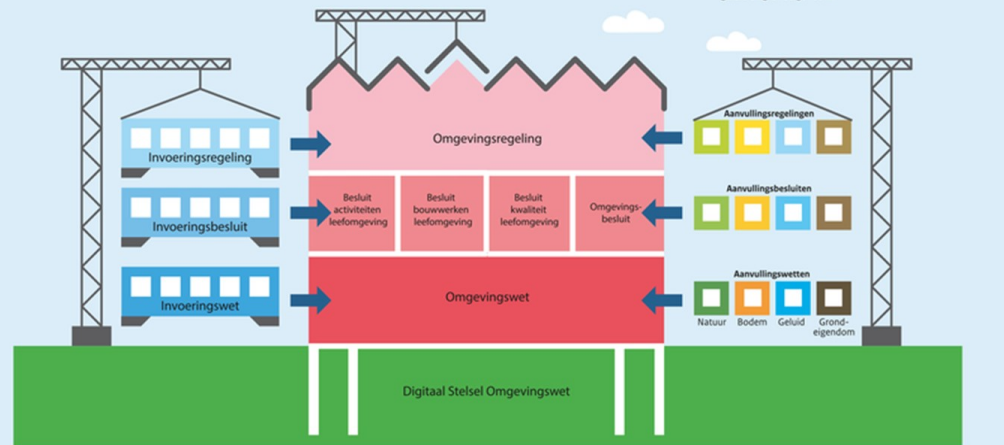 Omgevingsregeling
Invoeringsregeling
Aanvullingsregelingen
Besluit
activiteiten
leefomgeving
Besluit
bouwwerken
leefomgeving
Besluit
kwaliteit
leefomgeving
Omgevings-
besluit
Invoeringsbesluit
Aanvullingsbesluiten
Omgevingswet
Invoeringswet
Aanvullingswetten
Natuur
Bodem
Geluid
Grond-
eigendom
Digitaal Stelsel Omgevingswet